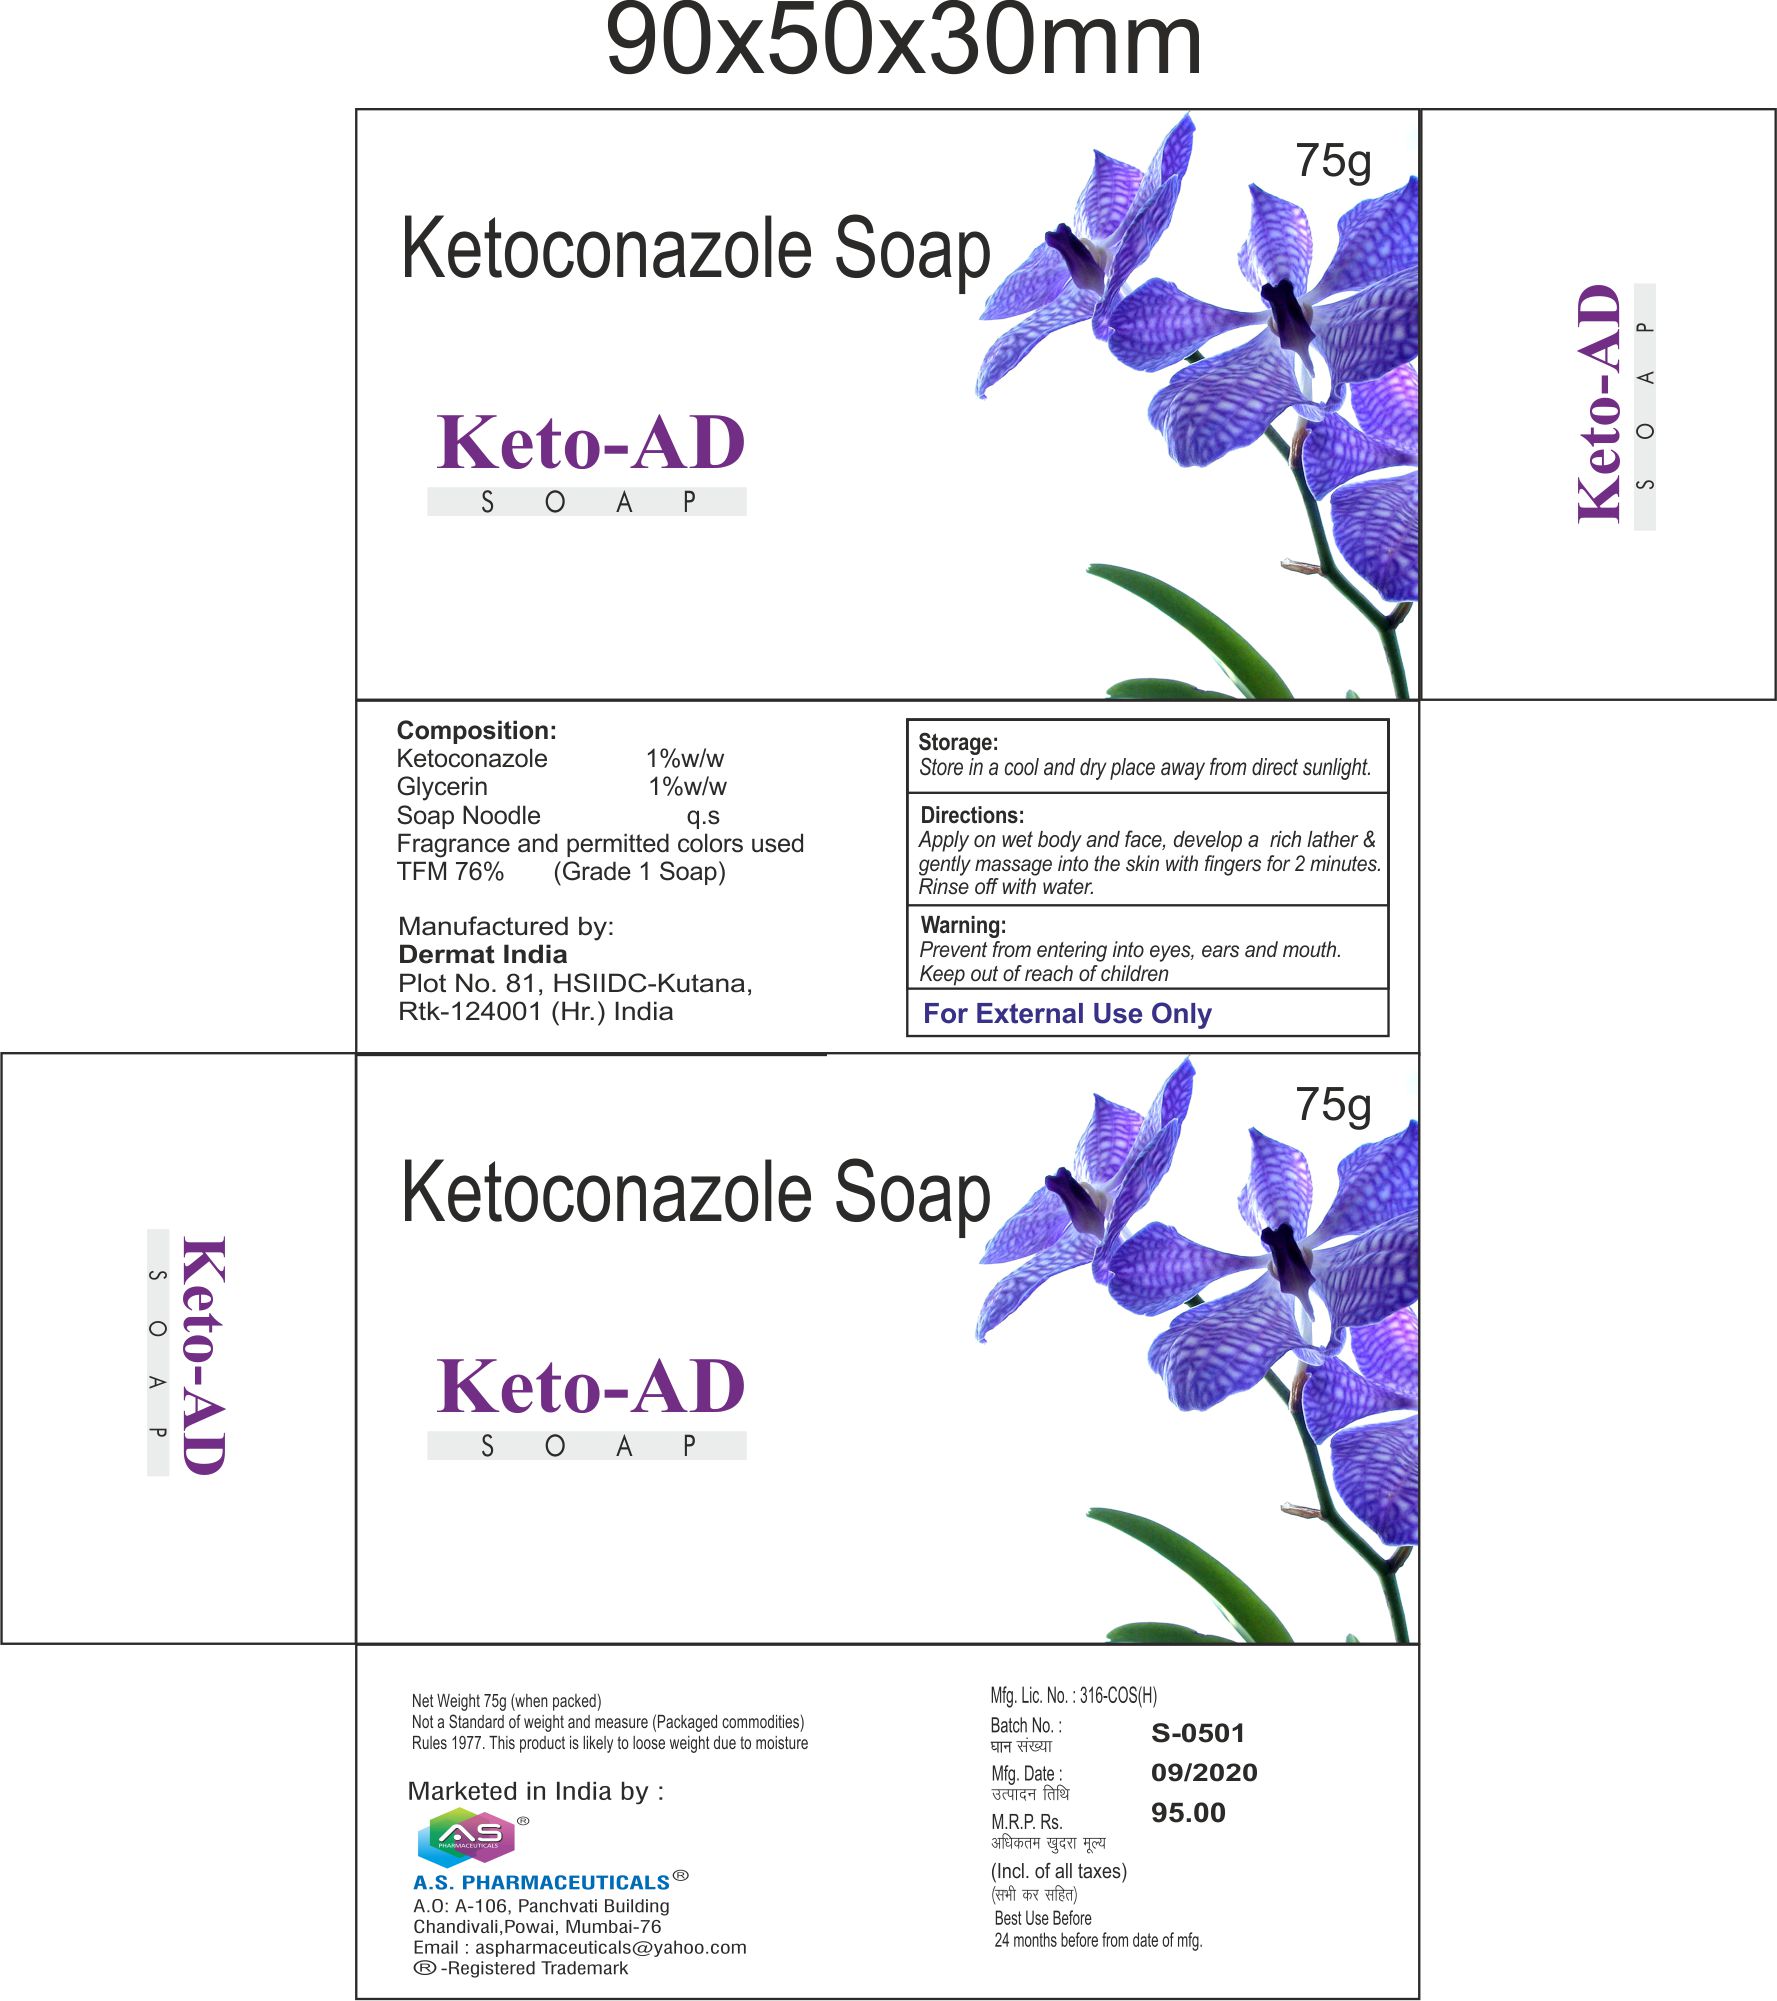 90x50x30mm
75g
Ketoconazole Soap
Keto-AD
SOAP
Keto-AD
SOAP
Composition:
Ketoconazole 1%w/w
Glycerin 1%w/w
Soap Noodle q.s
Fragrance and permitted colors used
TFM 76% (Grade 1 Soap)
Manufactured by:
Dermat India
Plot No. 81, HSIIDC-Kutana,
Rtk-124001 (Hr.) India
Storage:
Store in a cool and dry place away from direct sunlight.
Directions:
Apply on wet body and face, develop a rich lather &
gently massage into the skin with fingers for 2 minutes.
Rinse off with water.
Warning:
Prevent from entering into eyes, ears and mouth.
Keep out of reach of children
For External Use Only
Keto-AD
SOAP
75g
Ketoconazole Soap
Keto-AD
SOAP
Net Weight 75g (when packed)
Not a Standard of weight and measure (Packaged commodities)
Rules 1977. This product is likely to loose weight due to moisture
Marketed in India by :
AS ®
PHARMACEUTICALS
A.S. PHARMACEUTICALS®
A.O: A-106, Panchvati Building
Chandivali,Powai, Mumbai-76
Email : aspharmaceuticals@yahoo.com
® -Registered Trademark
Mfg. Lic. No. : 316-COS(H)
Batch No. : S-0501
घान संख्या
Mfg. Date : 09/2020
उत्पादन तिथि
M.R.P. Rs. 95.00
अधिकतम खुदरा मूल्य
(Incl. of all taxes)
(सभी कर सहित)
Best Use Before
24 months before from date of mfg.